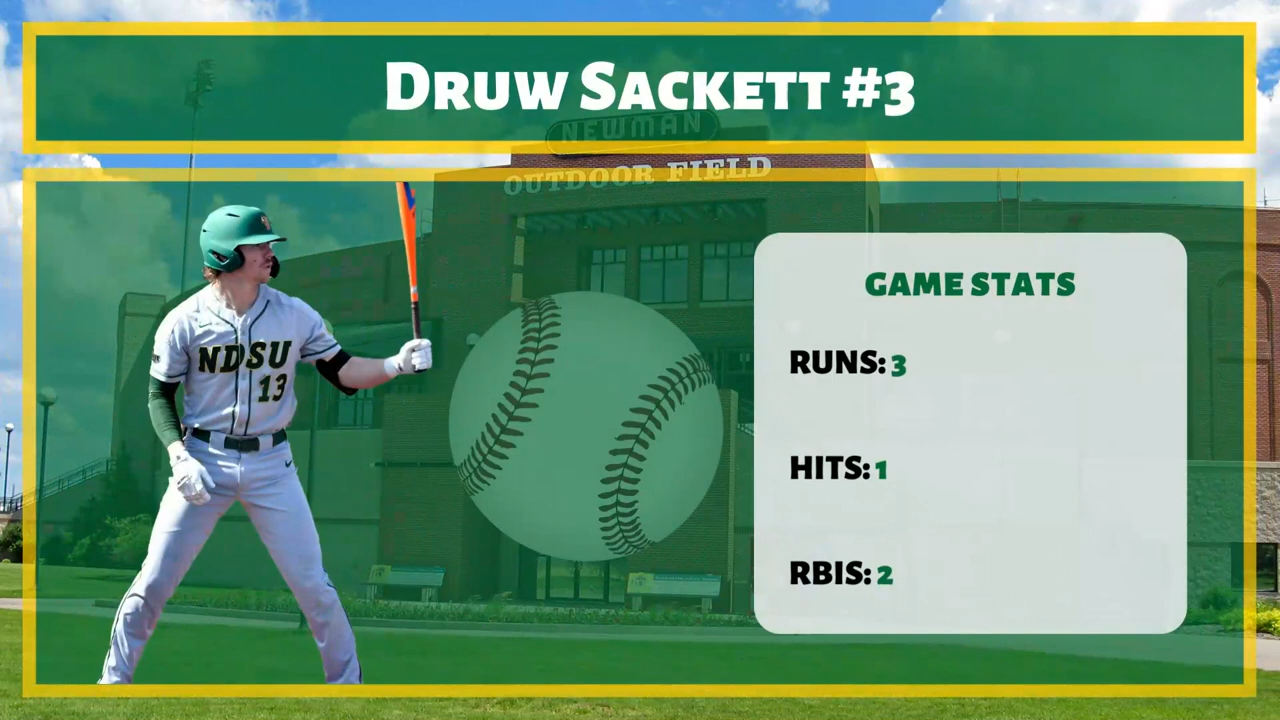 DRUW SACKETT #3
NEWMAN
OUTDOOR FIELD
NDSU
13
GAME STATS
RUNS: 3
HITS: 1
RBIS: 2